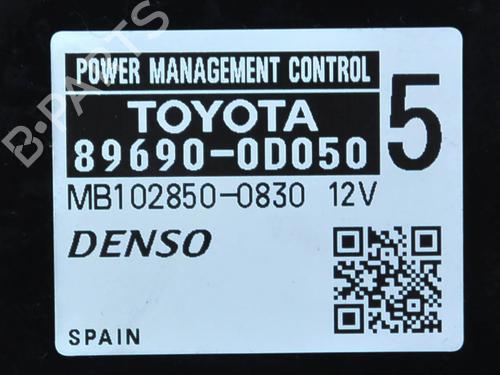 POWER MANAGEMENT CONTROL
TOYOTA
89690-0D050
5
MB102850-0830 12V
DENSO
SPAIN
B-PARTS